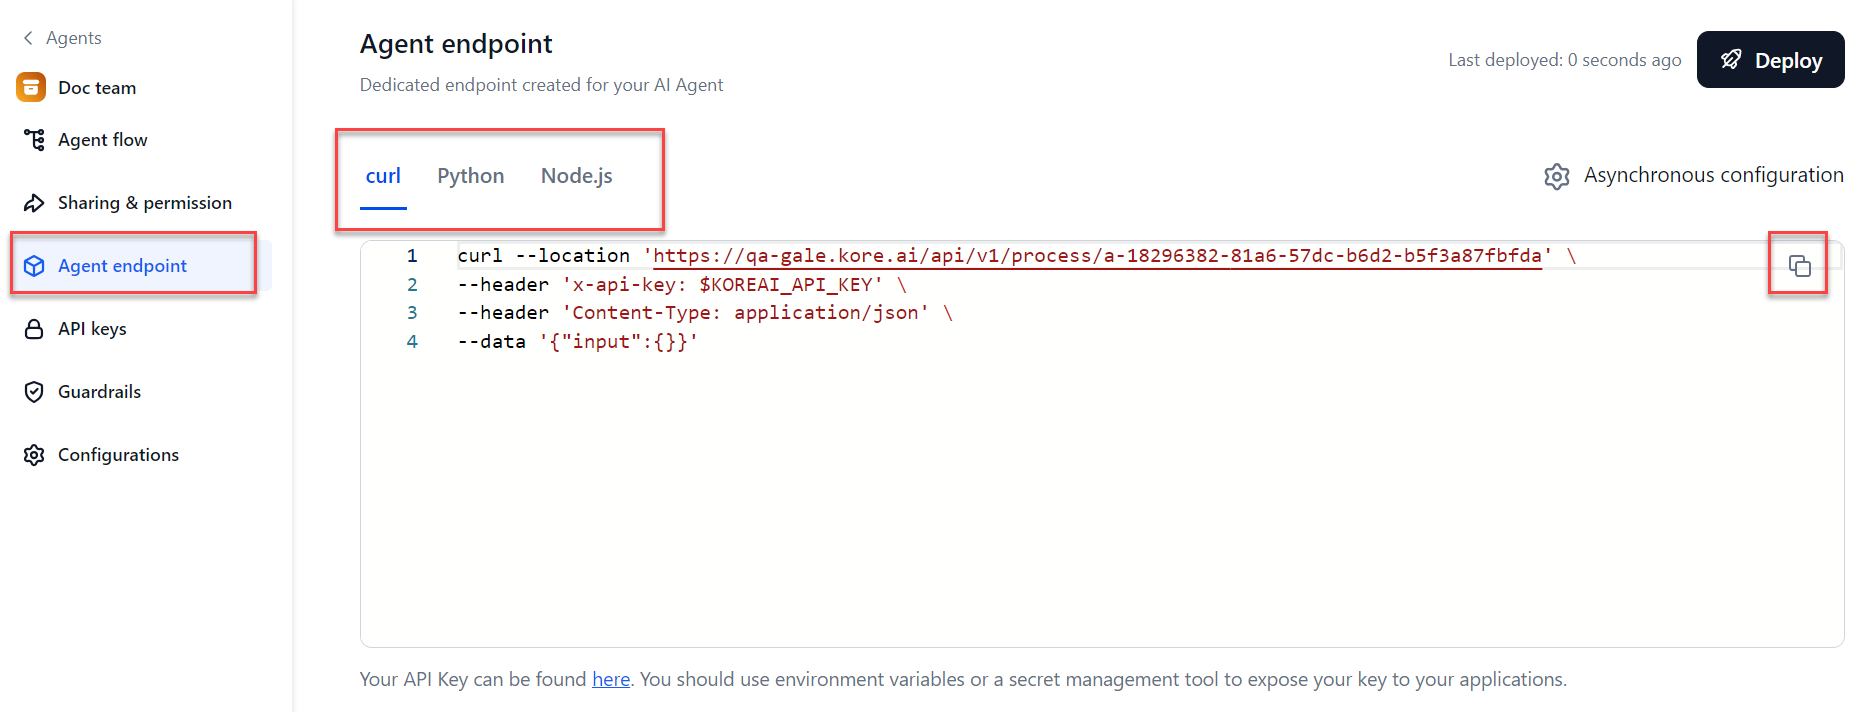 Agents
Doc team
Agent flow
Sharing & permission
Agent endpoint
API keys
Guardrails
Configurations
Agent endpoint
Dedicated endpoint created for your AI Agent
Last deployed: 0 seconds ago
Deploy
curl Python Node.js
Asynchronous configuration
1 curl --location 'https://qa-gale.kore.ai/api/v1/process/a-18296382-81a6-57dc-b6d2-b5f3a87fbfda' \
2 --header 'x-api-key: $KOREAI_API_KEY' \
3 --header 'Content-Type: application/json' \
4 --data '{"input":{}}'
Your API Key can be found here. You should use environment variables or a secret management tool to expose your key to your applications.